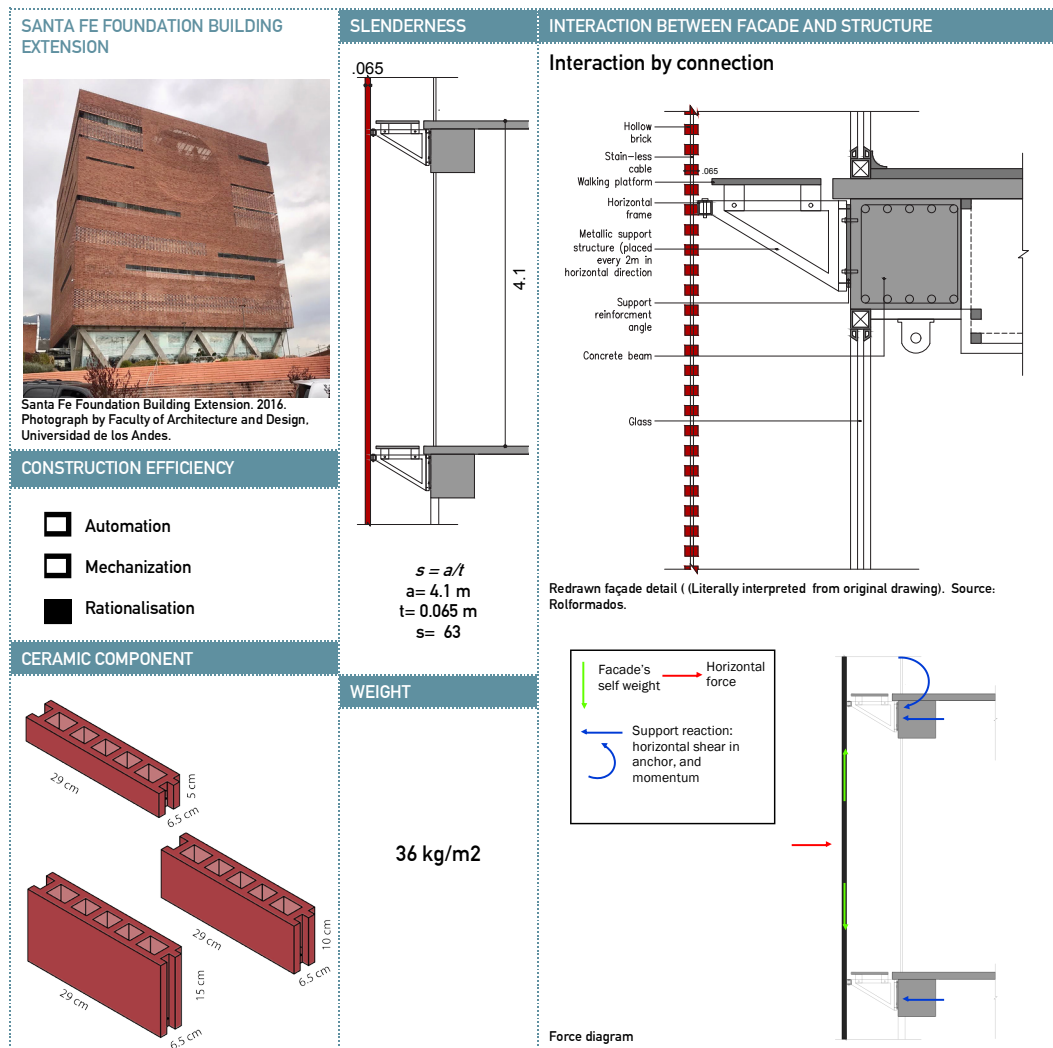 SANTA FE FOUNDATION BUILDING
EXTENSION
Santa Fe Foundation Building Extension. 2016.
Photograph by Faculty of Architecture and Design,
Universidad de los Andes.
CONSTRUCTION EFFICIENCY
Automation
Mechanization
Rationalisation
CERAMIC COMPONENT
29 cm
6.5 cm
5 cm
29 cm
6.5 cm
10 cm
29 cm
6.5 cm
15 cm
SLENDERNESS
.065
4.1
s = a/t
a= 4.1 m
t= 0.065 m
s= 63
WEIGHT
36 kg/m2
INTERACTION BETWEEN FACADE AND STRUCTURE
Interaction by connection
Hollow
brick
Stain-less
cable
.065
Walking platform
Horizontal
frame
Metallic support
structure (placed
every 2m in
horizontal direction
Support
reinforcment
angle
Concrete beam
Glass
Redrawn façade detail ( (Literally interpreted from original drawing). Source:
Rolformados.
Facade's
self weight
Horizontal
force
Support reaction:
horizontal shear in
anchor, and
momentum
Force diagram